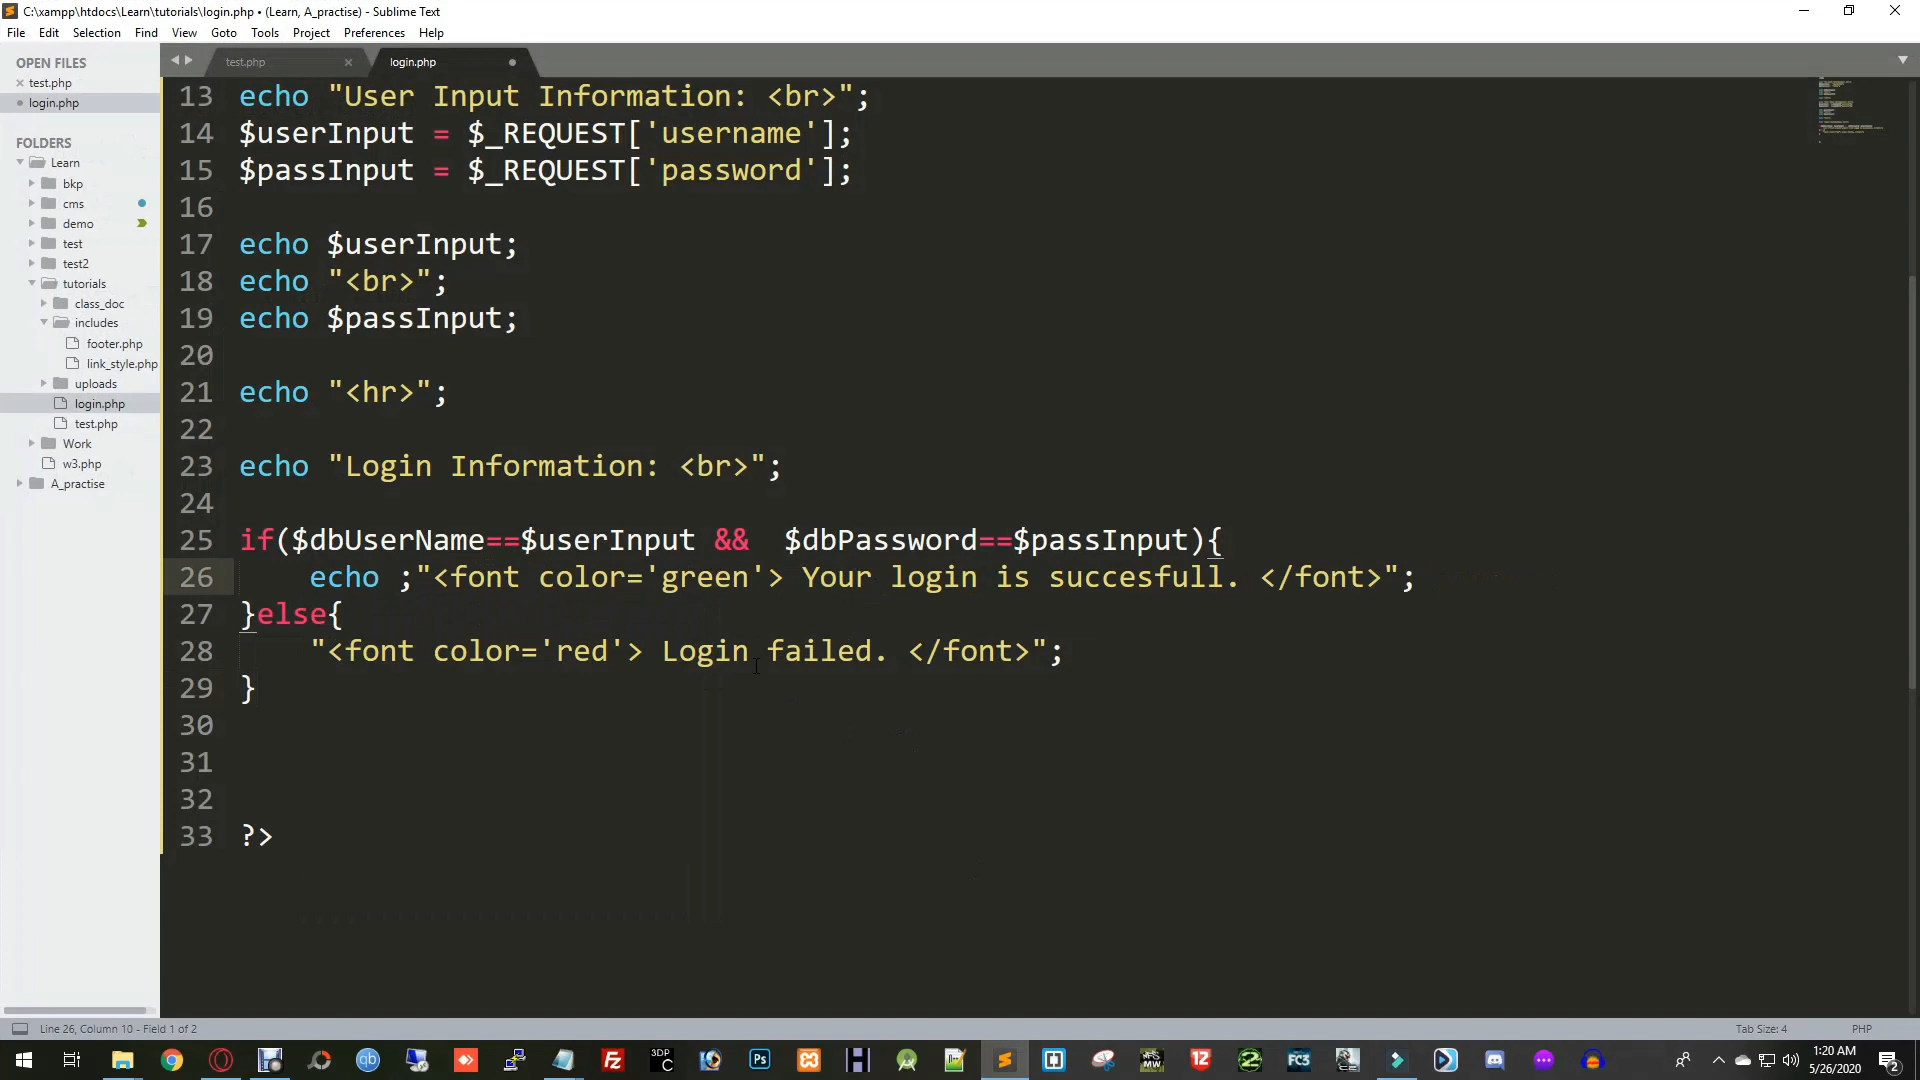 C:\xampp\htdocs\Learn\tutorials\login.php • (Learn, A_practise) - Sublime Text
File Edit Selection Find View Goto Tools Project Preferences Help
OPEN FILES
test.php
login.php
FOLDERS
Learn
bkp
cms
demo
test
test2
tutorials
class_doc
includes
footer.php
link_style.php
uploads
login.php
test.php
Work
w3.php
A_practise
test.php login.php
13 echo "User Input Information: <br>";
14 $userInput = $_REQUEST['username'];
15 $passInput = $_REQUEST['password'];
16
17 echo $userInput;
18 echo "<br>";
19 echo $passInput;
20
21 echo "<hr>";
22
23 echo "Login Information: <br>";
24
25 if($dbUserName==$userInput &&  $dbPassword==$passInput){
26 echo ;"<font color='green'> Your login is succesfull. </font>";
27 }else{
28 "<font color='red'> Login failed. </font>";
29 }
30
31
32
33 ?>
Line 26, Column 10 - Field 1 of 2
Tab Size: 4 PHP
qb
3DP
C
Ps
12
2
FC3
1:20 AM
5/26/2020
2